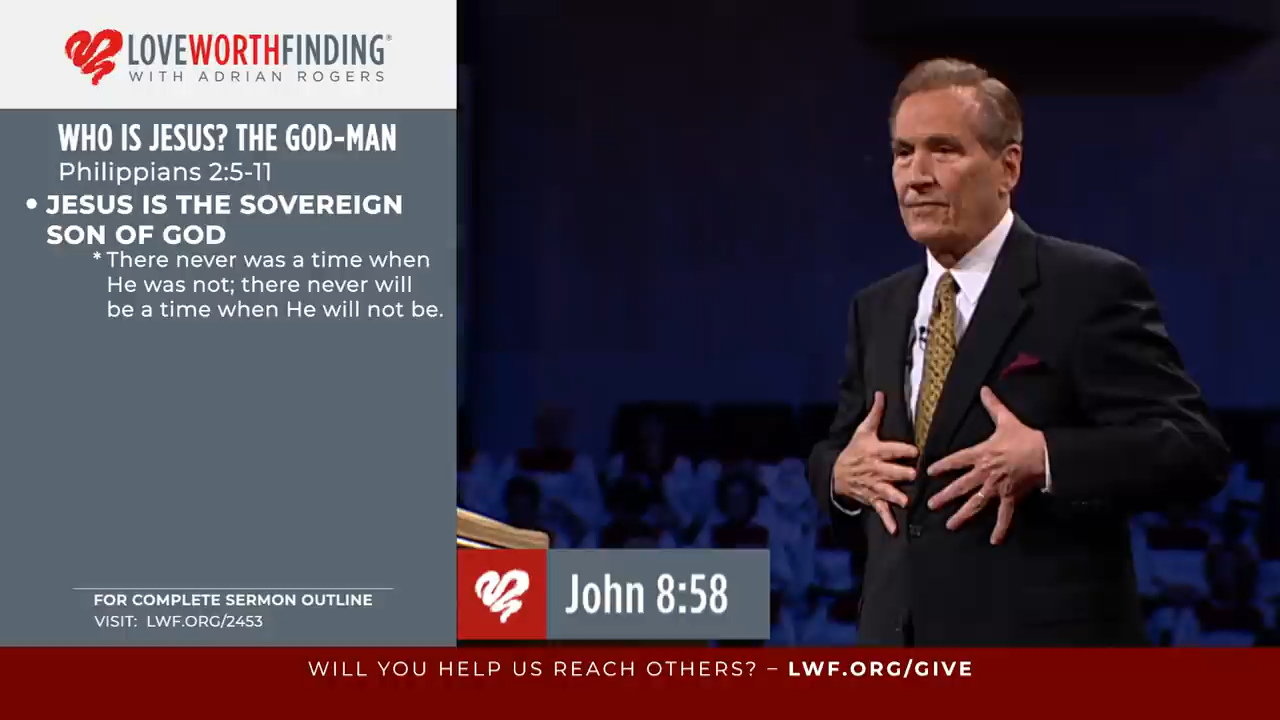 LOVEWORTHFINDING®
WITH ADRIAN ROGERS
WHO IS JESUS? THE GOD-MAN
Philippians 2:5-11
• JESUS IS THE SOVEREIGN
SON OF GOD
* There never was a time when
He was not; there never will
be a time when He will not be.
FOR COMPLETE SERMON OUTLINE
VISIT: LWF.ORG/2453
John 8:58
WILL YOU HELP US REACH OTHERS? – LWF.ORG/GIVE